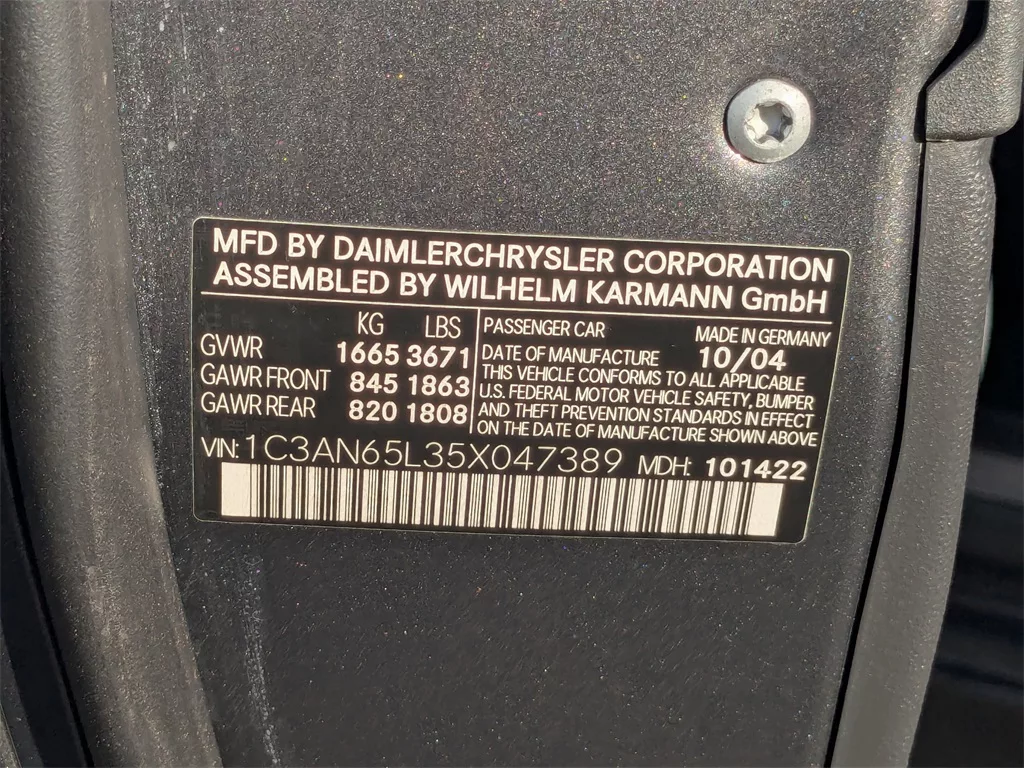 MFD BY DAIMLERCHRYSLER CORPORATION
ASSEMBLED BY WILHELM KARMANN GmbH
KG LBS
GVWR 1665 3671
GAWR FRONT 845 1863
GAWR REAR 820 1808
PASSENGER CAR MADE IN GERMANY
DATE OF MANUFACTURE 10/04
THIS VEHICLE CONFORMS TO ALL APPLICABLE
U.S. FEDERAL MOTOR VEHICLE SAFETY, BUMPER
AND THEFT PREVENTION STANDARDS IN EFFECT
ON THE DATE OF MANUFACTURE SHOWN ABOVE
VIN: 1C3AN65L35X047389 MDH: 101422